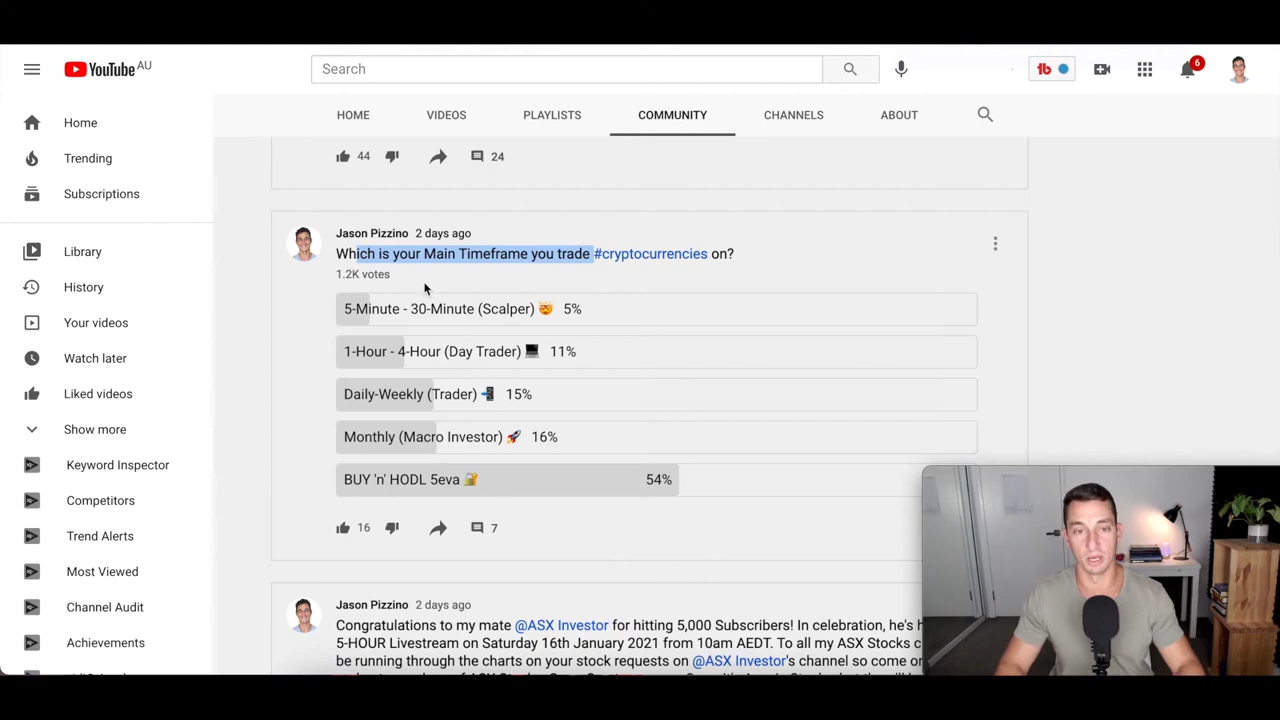 YouTube AU
Search
6
HOME
VIDEOS
PLAYLISTS
COMMUNITY
CHANNELS
ABOUT
Home
Trending
Subscriptions
Library
History
Your videos
Watch later
Liked videos
Show more
Keyword Inspector
Competitors
Trend Alerts
Most Viewed
Channel Audit
Achievements
44
24
Jason Pizzino 2 days ago
Which is your Main Timeframe you trade #cryptocurrencies on?
1.2K votes
5-Minute - 30-Minute (Scalper) 🤯 5%
1-Hour - 4-Hour (Day Trader) 💻 11%
Daily-Weekly (Trader) 📲 15%
Monthly (Macro Investor) 🚀 16%
BUY 'n' HODL 5eva 🔐 54%
16
7
Jason Pizzino 2 days ago
Congratulations to my mate @ASX Investor for hitting 5,000 Subscribers! In celebration, he's h
5-HOUR Livestream on Saturday 16th January 2021 from 10am AEDT. To all my ASX Stocks c
be running through the charts on your stock requests on @ASX Investor's channel so come on